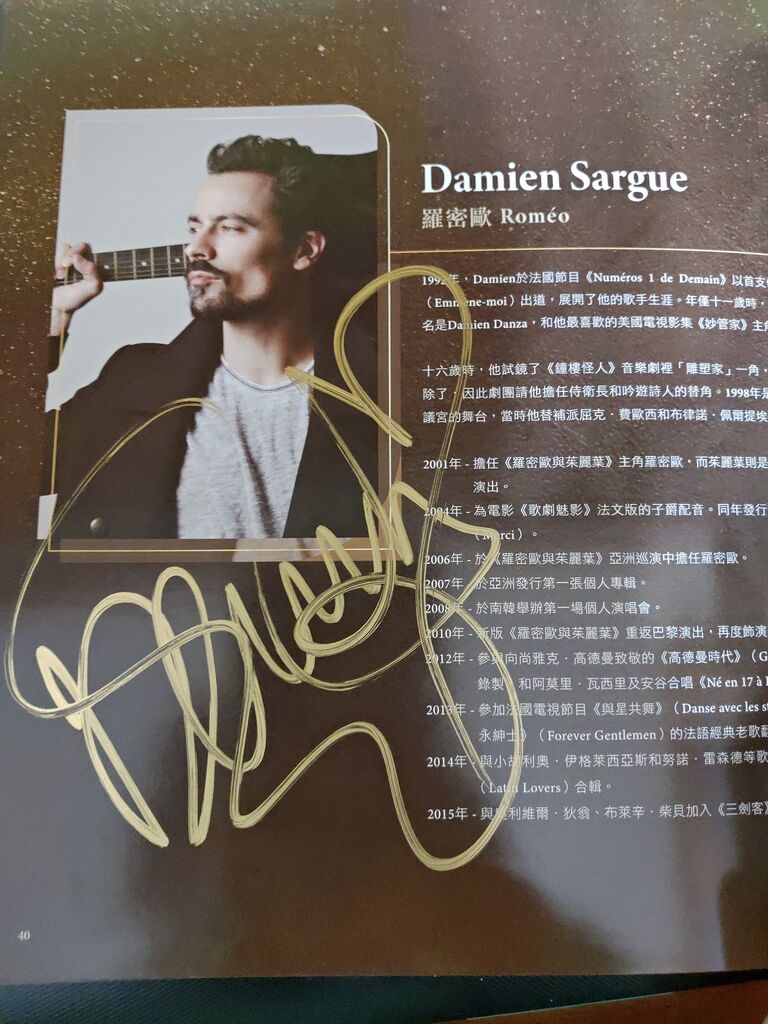 Damien Sargue
羅密歐 Roméo
1992年，Damien於法國節目《Numéros 1 de Demain》以首支
（Emmène-moi）出道，展開了他的歌手生涯。年僅十一歲時，
名是Damien Danza，和他最喜歡的美國電視影集《妙管家》主
十六歲時，他試鏡了《鐘樓怪人》音樂劇裡「雕塑家」一角，
除了，因此劇團請他擔任侍衛長和吟遊詩人的替角。1998年
議宮的舞台，當時他替補派屈克．費歐西和布律諾．佩爾提埃
2001年 - 擔任《羅密歐與茱麗葉》主角羅密歐，而茱麗葉則是
演出。
2004年 - 為電影《歌劇魅影》法文版的子爵配音。同年發行
（Merci）。
2006年 - 於《羅密歐與茱麗葉》亞洲巡演中擔任羅密歐。
2007年 - 於亞洲發行第一張個人專輯。
2008年 - 於南韓舉辦第一場個人演唱會。
2010年 - 新版《羅密歐與茱麗葉》重返巴黎演出，再度飾演
2012年 - 參與向尚雅克．高德曼致敬的《高德曼時代》（G
錄製，和阿莫里．瓦西里及安谷合唱《Né en 17 à
2013年 - 參加法國電視節目《與星共舞》（Danse avec les
永紳士》（Forever Gentlemen）的法語經典老歌
2014年 - 與小胡利奧．伊格萊西亞斯和努諾．雷森德等歌
（Latin Lovers）合輯。
2015年 - 與奧利維爾．狄翁、布萊辛．柴貝加入《三劍客》
40